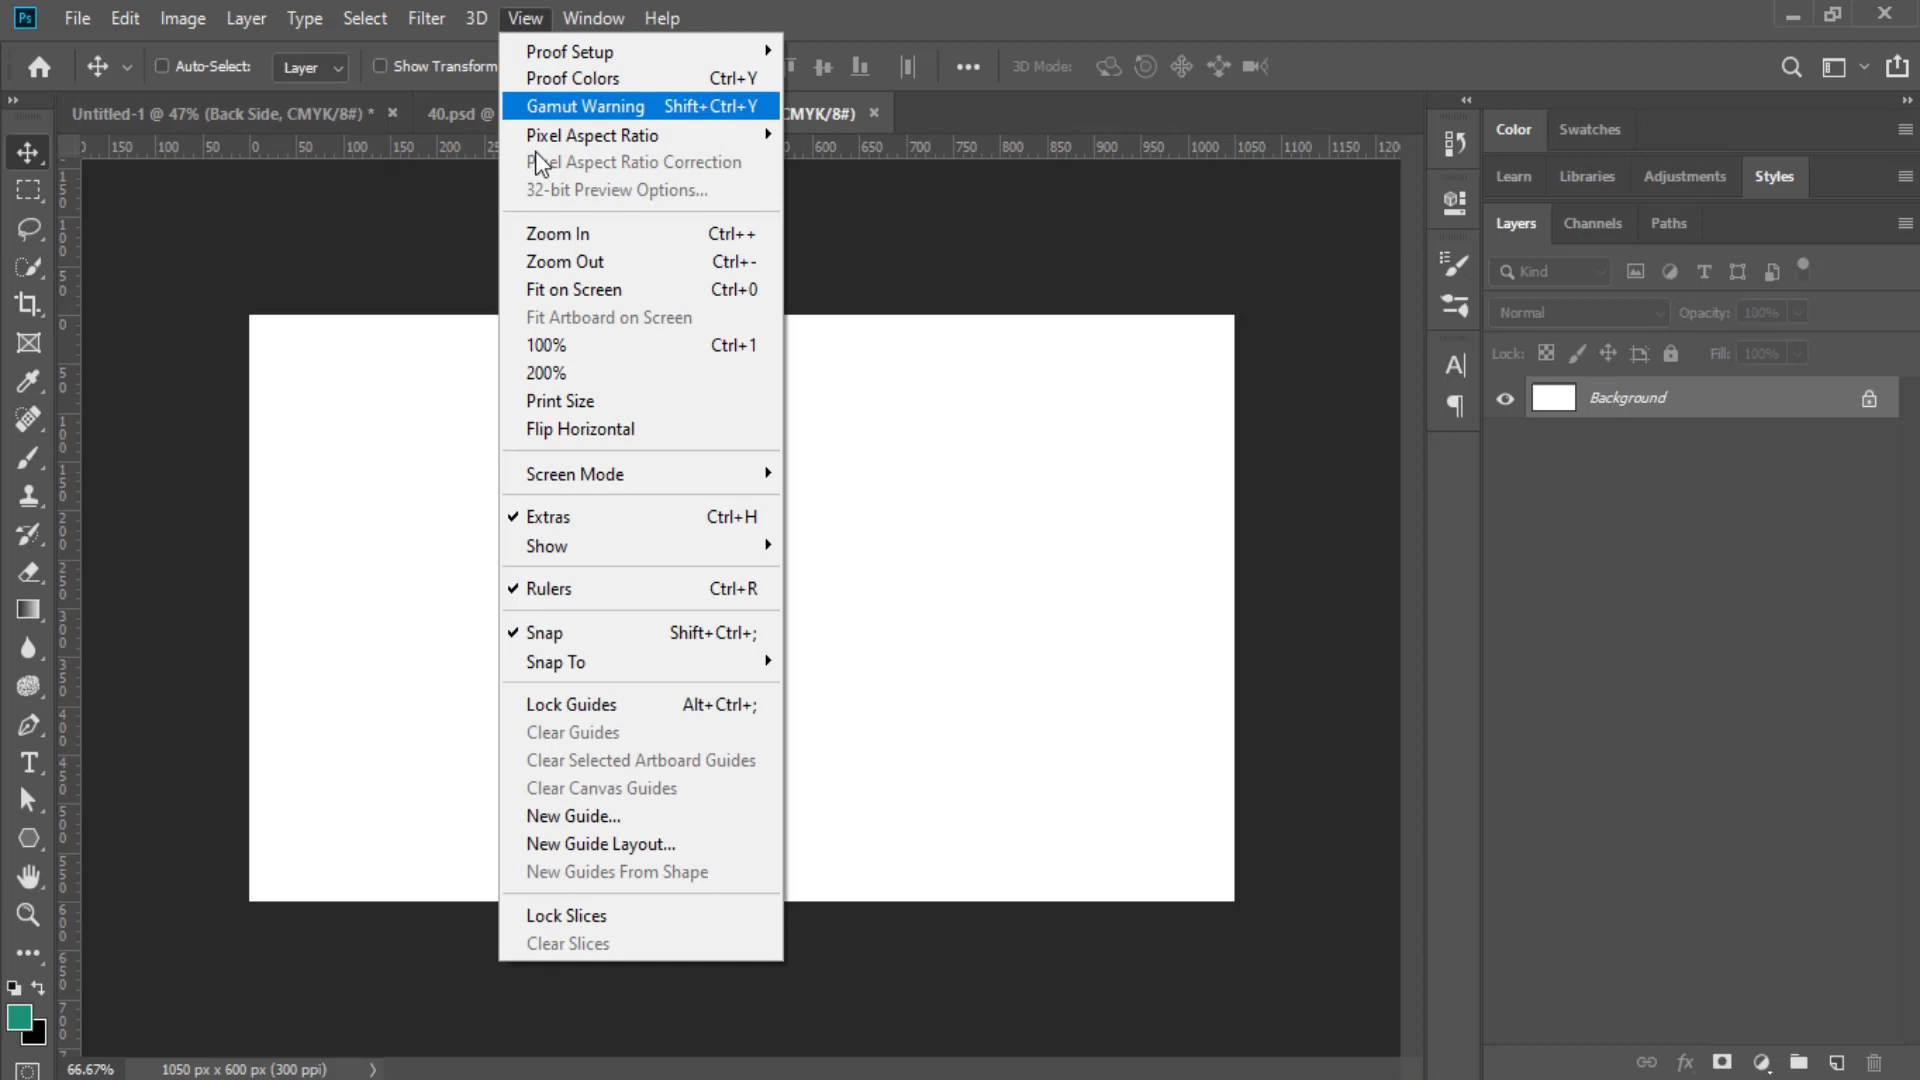 Ps File Edit Image Layer Type Select Filter 3D View Window Help
Auto-Select: Layer Show Transform 3D Mode:
Untitled-1 @ 47% (Back Side, CMYK/8#) * × 40.psd @ CMYK/8#) ×
150 100 50 0 50 100 150 200 600 650 700 750 800 850 900 950 1000 1050 1100 1150
Proof Setup
Proof Colors Ctrl+Y
Gamut Warning Shift+Ctrl+Y
Pixel Aspect Ratio
Aspect Ratio Correction
32-bit Preview Options...
Zoom In Ctrl++
Zoom Out Ctrl+-
Fit on Screen Ctrl+0
Fit Artboard on Screen
100% Ctrl+1
200%
Print Size
Flip Horizontal
Screen Mode
Extras Ctrl+H
Show
Rulers Ctrl+R
Snap Shift+Ctrl+;
Snap To
Lock Guides Alt+Ctrl+;
Clear Guides
Clear Selected Artboard Guides
Clear Canvas Guides
New Guide...
New Guide Layout...
New Guides From Shape
Lock Slices
Clear Slices
Color Swatches
Learn Libraries Adjustments Styles
Layers Channels Paths
Kind
Normal Opacity: 100%
Lock: Fill: 100%
Background
66.67% 1050 px x 600 px (300 ppi)